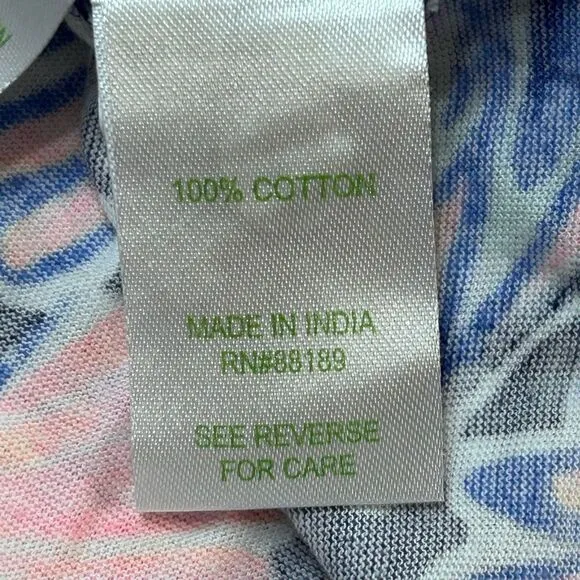 100% COTTON
MADE IN INDIA
RN#88189
SEE REVERSE
FOR CARE